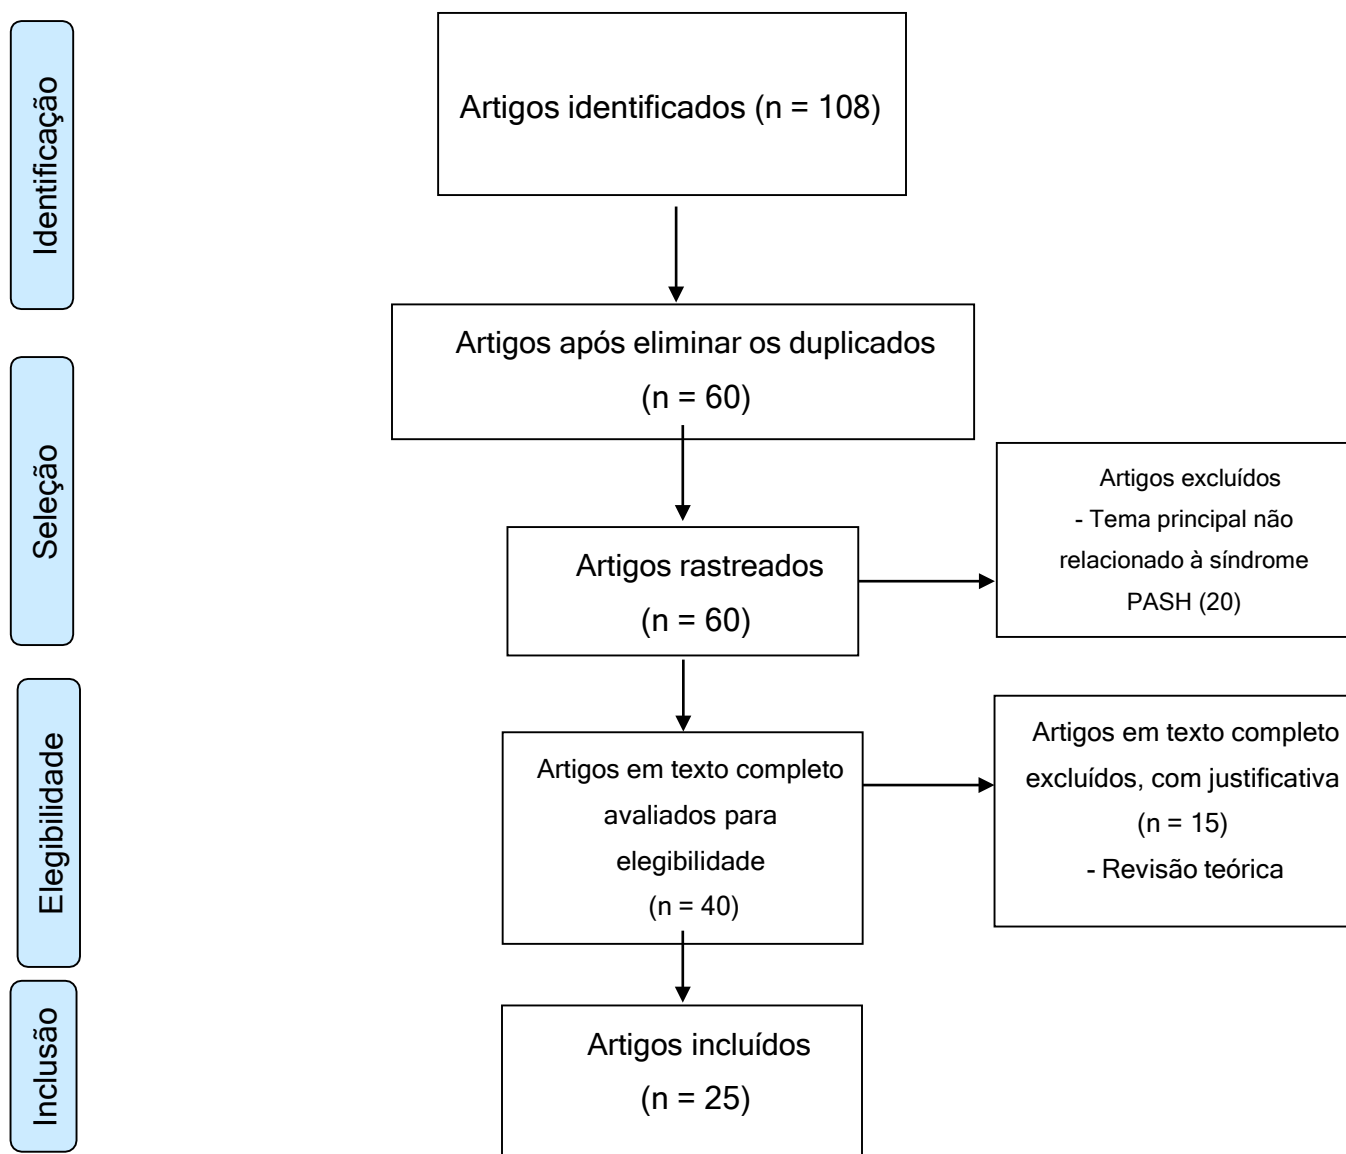 Identificação
Artigos identificados (n = 108)
Artigos após eliminar os duplicados
(n = 60)
Seleção
Artigos rastreados
(n = 60)
Artigos excluídos
- Tema principal não
relacionado à síndrome
PASH (20)
Elegibilidade
Artigos em texto completo
avaliados para
elegibilidade
(n = 40)
Artigos em texto completo
excluídos, com justificativa
(n = 15)
- Revisão teórica
Inclusão
Artigos incluídos
(n = 25)